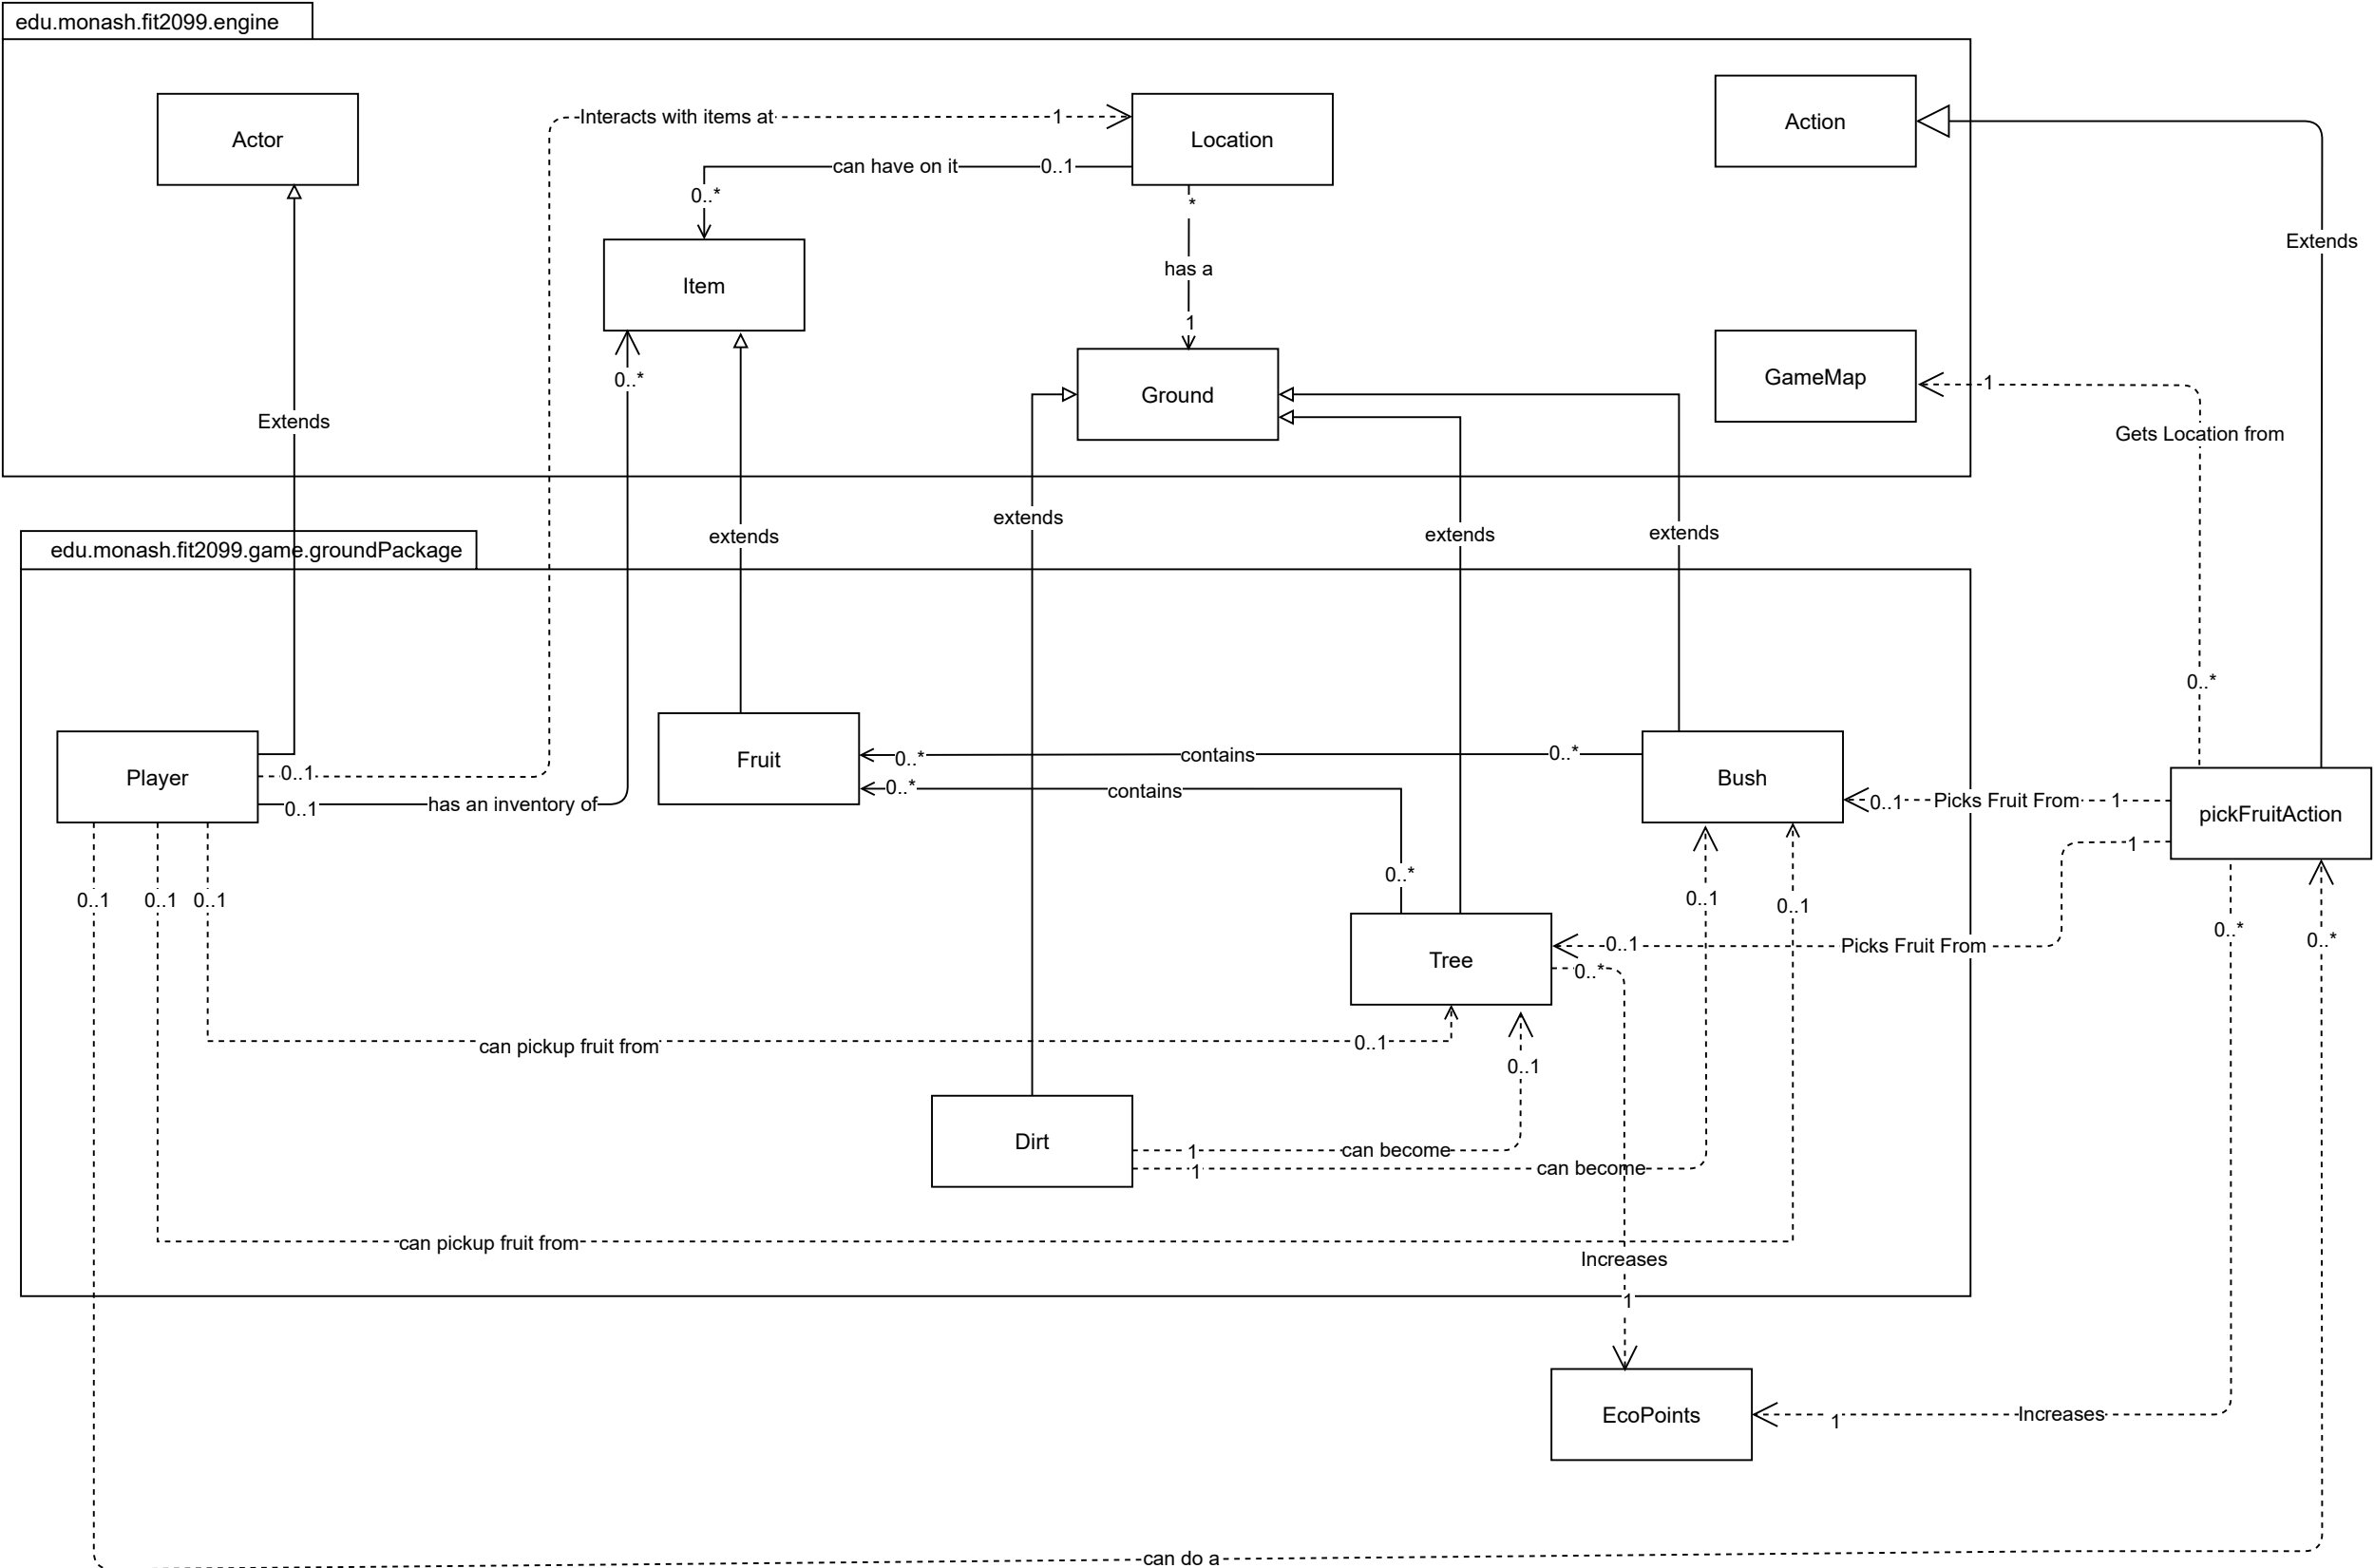 edu.monash.fit2099.engine
Action
Actor
Interacts with items at
1
Location
can have on it
0..1
0..*
*
Extends
has a
Item
1
GameMap
1
0..*
Ground
Extends
Gets Location from
extends
extends
extends
extends
edu.monash.fit2099.game.groundPackage
0..*
Player
0..1
Fruit
0..*
contains
0..*
Bush
0..1
has an inventory of
0..*
contains
0..1
Picks Fruit From
1
pickFruitAction
1
0..*
0..1
0..1
0..1
0..1
0..1
0..*
0..*
Tree
0..1
Picks Fruit From
0..*
can pickup fruit from
0..1
0..1
Dirt
1
can become
1
can become
can pickup fruit from
Increases
1
EcoPoints
1
Increases
can do a